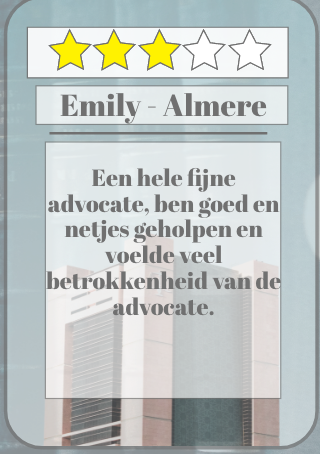 Emily - Almere
Een hele fijne
advocate, ben goed en
netjes geholpen en
voelde veel
betrokkenheid van de
advocate.